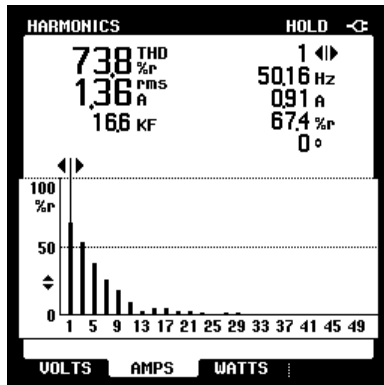 HARMONICS HOLD
73.8 THD %r
1.36 rms A
16.6 KF
1
50.16 Hz
0.91 A
67.4 %r
0 °
100
%r
50
0
1 5 9 13 17 21 25 29 33 37 41 45 49
VOLTS AMPS WATTS